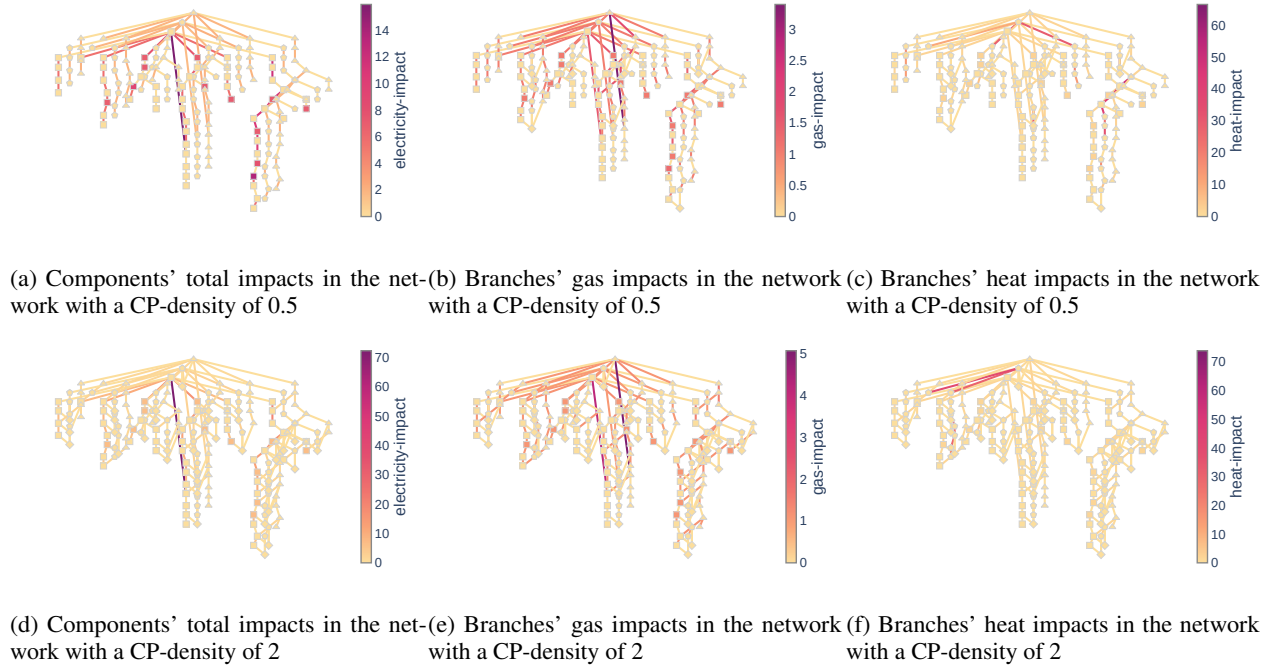 14
12
10
8
6
4
2
0
electricity-impact
3
2.5
2
1.5
1
0.5
0
gas-impact
60
50
40
30
20
10
0
heat-impact
(a) Components' total impacts in the net-
work with a CP-density of 0.5
(b) Branches' gas impacts in the network
with a CP-density of 0.5
(c) Branches' heat impacts in the network
with a CP-density of 0.5
70
60
50
40
30
20
10
0
electricity-impact
5
4
3
2
1
0
gas-impact
70
60
50
40
30
20
10
0
heat-impact
(d) Components' total impacts in the net-
work with a CP-density of 2
(e) Branches' gas impacts in the network
with a CP-density of 2
(f) Branches' heat impacts in the network
with a CP-density of 2